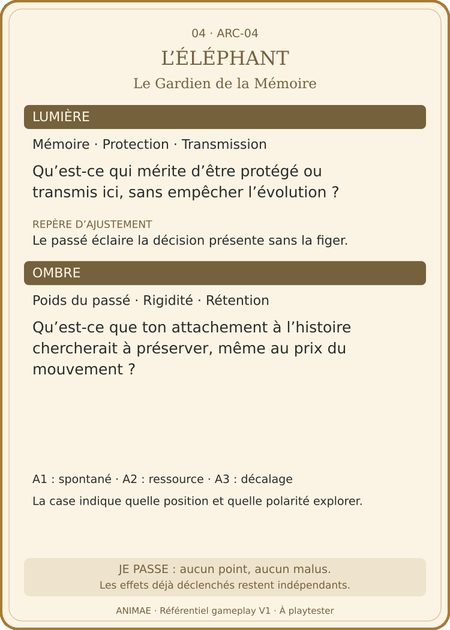 04 · ARC-04
L’ÉLÉPHANT
Le Gardien de la Mémoire
LUMIÈRE
Mémoire · Protection · Transmission
Qu’est-ce qui mérite d’être protégé ou
transmis ici, sans empêcher l’évolution ?
REPÈRE D’AJUSTEMENT
Le passé éclaire la décision présente sans la figer.
OMBRE
Poids du passé · Rigidité · Rétention
Qu’est-ce que ton attachement à l’histoire
chercherait à préserver, même au prix du
mouvement ?
A1 : spontané · A2 : ressource · A3 : décalage
La case indique quelle position et quelle polarité explorer.
JE PASSE : aucun point, aucun malus.
Les effets déjà déclenchés restent indépendants.
ANIMAE · Référentiel gameplay V1 · À playtester